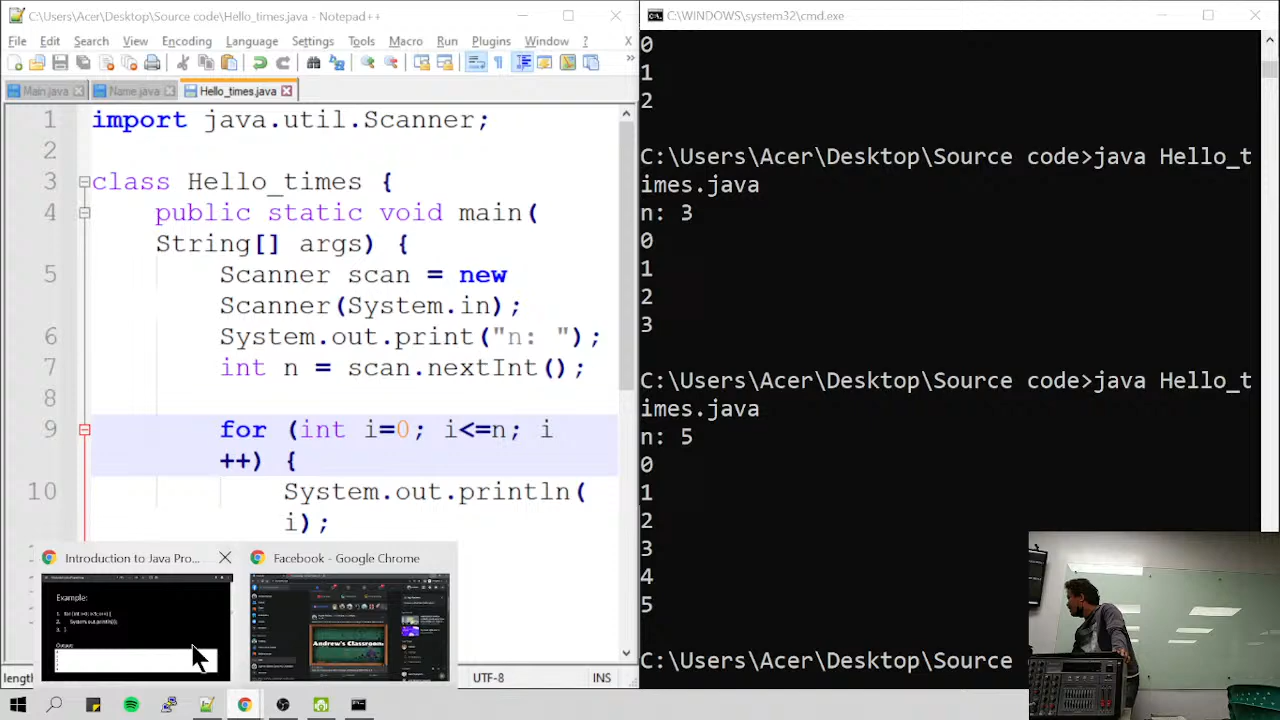 C:\Users\Acer\Desktop\Source code\Hello_times.java - Notepad++
File Edit Search View Encoding Language Settings Tools Macro Run Plugins Window X
Main.java Name.java Hello_times.java
1 import java.util.Scanner;
2
3 class Hello_times {
4 public static void main(
String[] args) {
5 Scanner scan = new
Scanner(System.in);
6 System.out.print("n: ");
7 int n = scan.nextInt();
8
9 for (int i=0; i<=n; i
++) {
10 System.out.println(
i);
Introduction to Java Pro...
Facebook - Google Chrome
Example:
Output:
Andrew's Classroom
length
UTF-8
INS
C:\WINDOWS\system32\cmd.exe
0
1
2
C:\Users\Acer\Desktop\Source code>java Hello_t
imes.java
n: 3
0
1
2
3
C:\Users\Acer\Desktop\Source code>java Hello_t
imes.java
n: 5
0
1
2
3
4
5
C:\Users\Acer\Desktop\Source